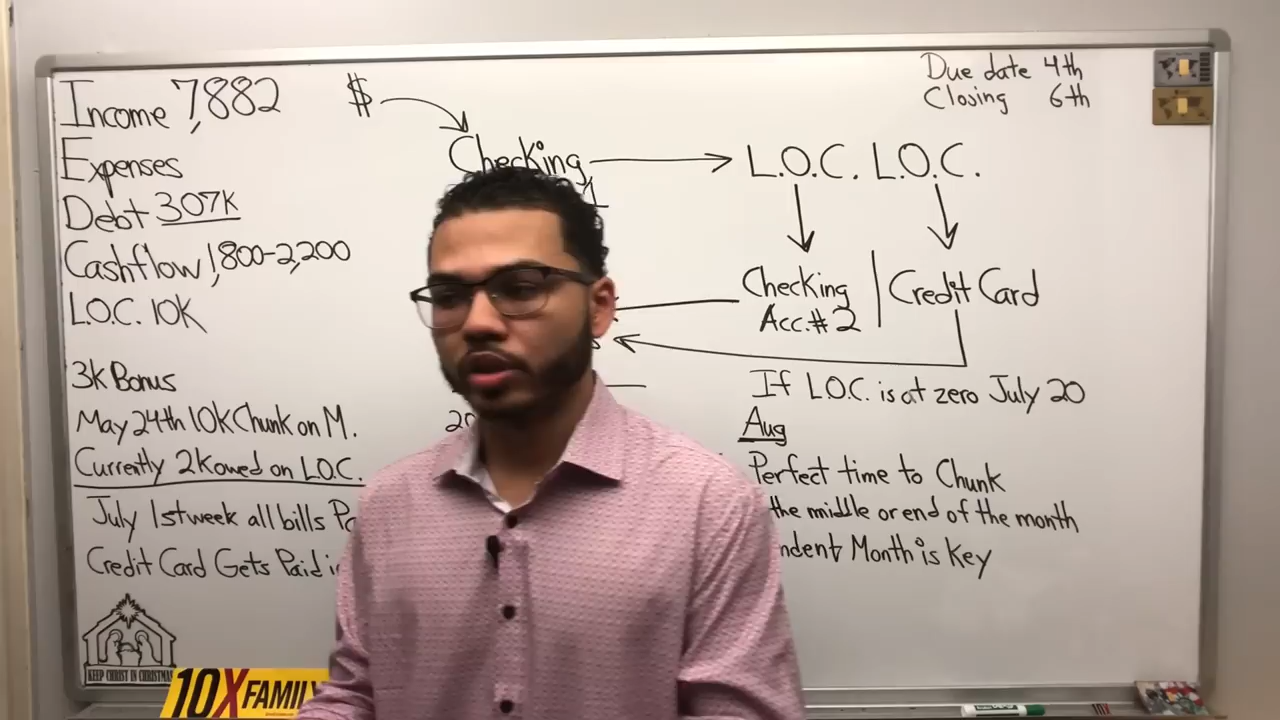 Income 7,882
Expenses
Debt 307K
Cashflow 1,800-2,200
L.O.C. 10K
3K Bonus
May 24th 10K Chunk on M.
Currently 2K owed on L.O.C.
July 1st week all bills
Credit Card Gets Paid
KEEP CHRIST IN CHRISTMAS
10X FAMILY
$
Checking
1
20
Due date 4th
Closing 6th
L.O.C. L.O.C.
Checking
Acc.#2
Credit Card
If L.O.C. is at zero July 20
Aug
Perfect time to Chunk
the middle or end of the month
Month is Key